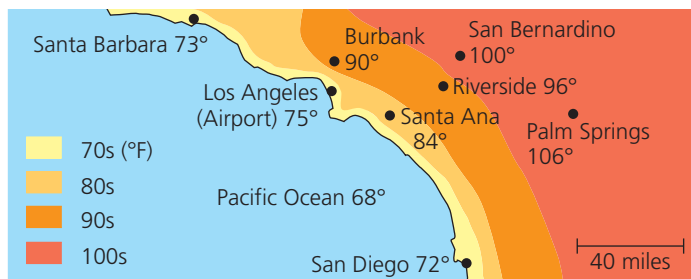 Santa Barbara 73°
Burbank
90°
San Bernardino
100°
Los Angeles
(Airport) 75°
Riverside 96°
Santa Ana
84°
Palm Springs
106°
70s (°F)
80s
90s
100s
Pacific Ocean 68°
San Diego 72°
40 miles